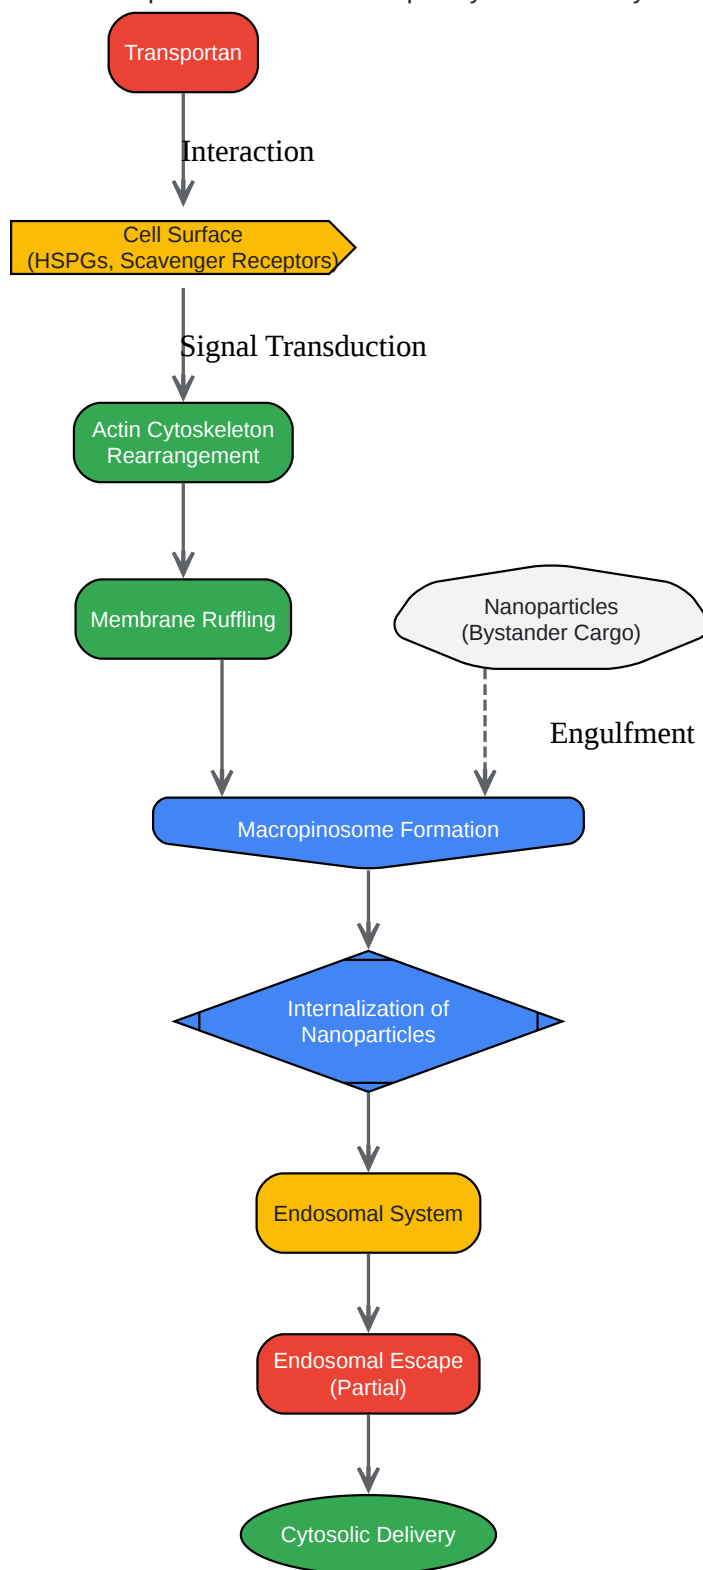 Transportan
Interaction
Cell Surface
(HSPGs, Scavenger Receptors)
Signal Transduction
Actin Cytoskeleton
Rearrangement
Membrane Ruffling
Nanoparticles
(Bystander Cargo)
Engulfment
Macropinosome Formation
Internalization of
Nanoparticles
Endosomal System
Endosomal Escape
(Partial)
Cytosolic Delivery